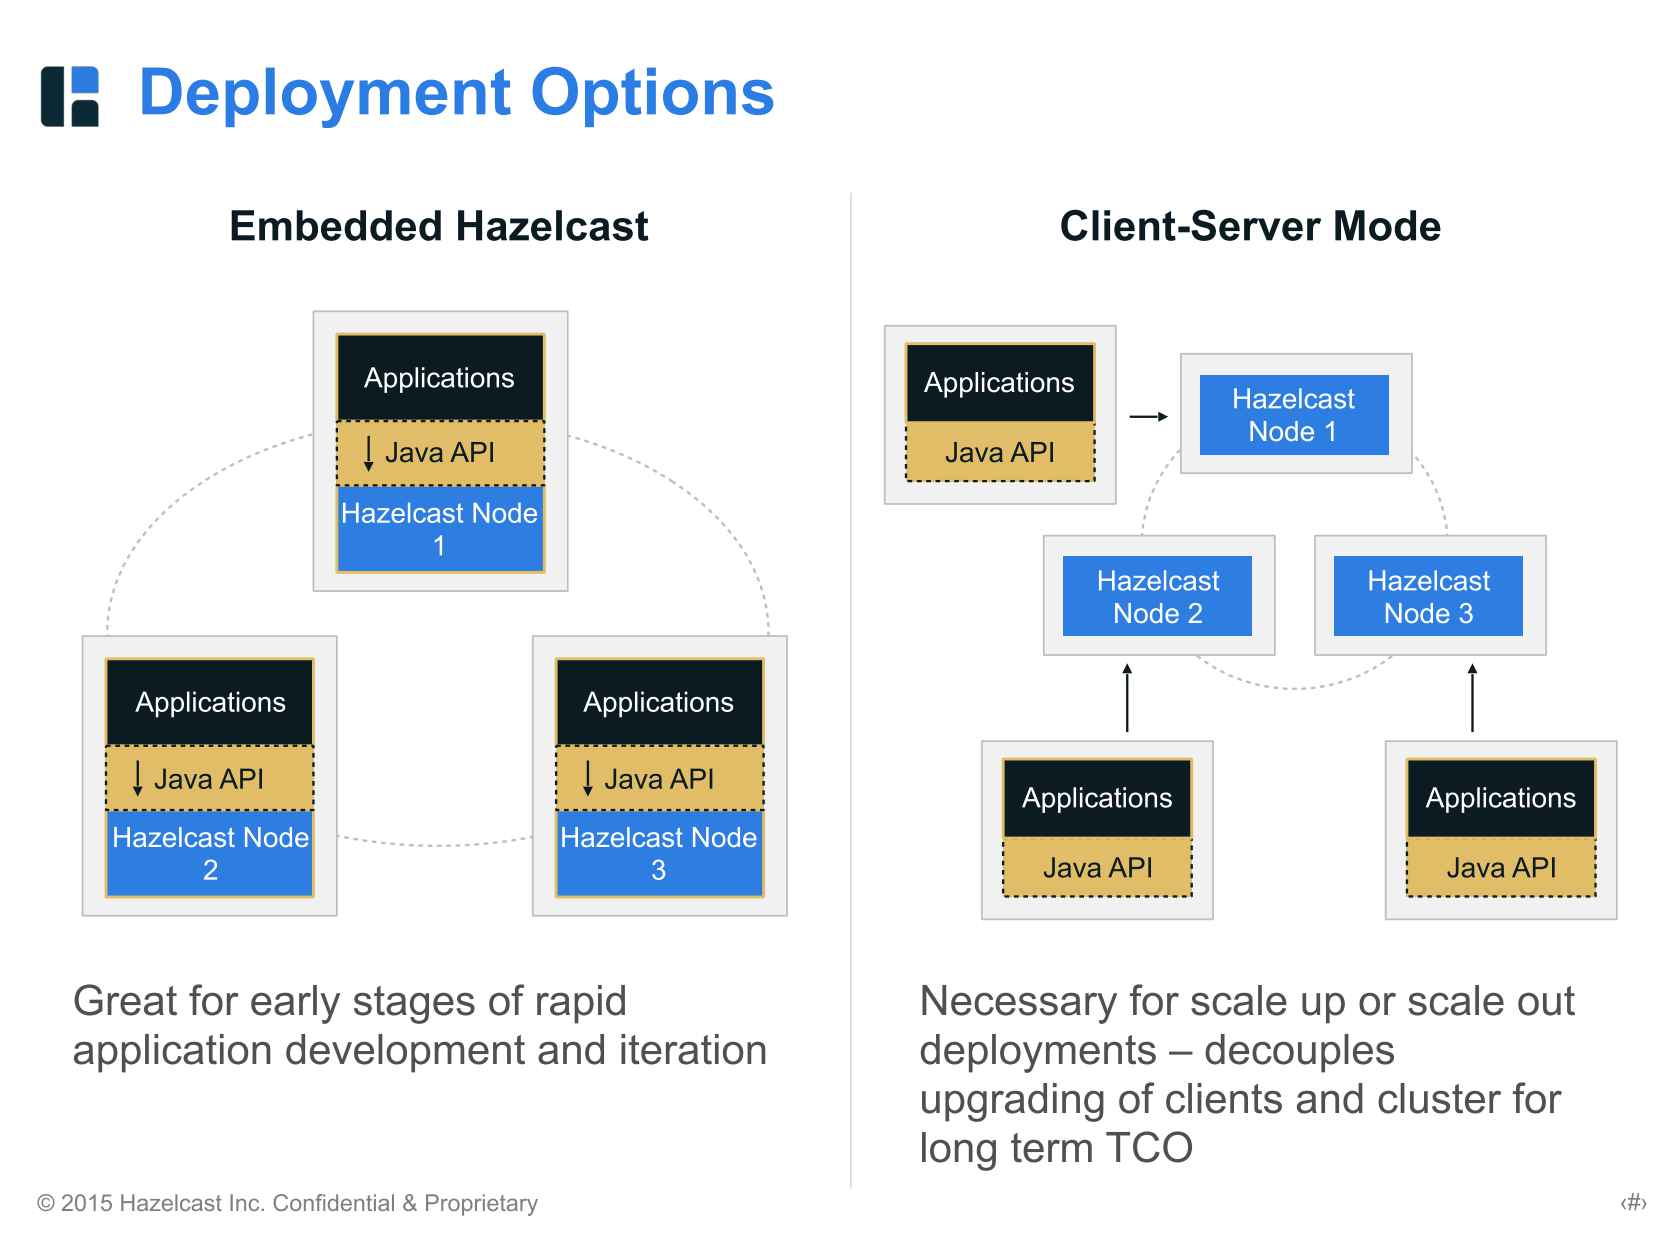 Deployment Options
Embedded Hazelcast
Applications
Java API
Hazelcast Node
1
Applications
Java API
Hazelcast Node
2
Applications
Java API
Hazelcast Node
3
Great for early stages of rapid
application development and iteration
Client-Server Mode
Applications
Java API
Hazelcast
Node 1
Hazelcast
Node 2
Hazelcast
Node 3
Applications
Java API
Applications
Java API
Necessary for scale up or scale out
deployments – decouples
upgrading of clients and cluster for
long term TCO
© 2015 Hazelcast Inc. Confidential & Proprietary
‹#›